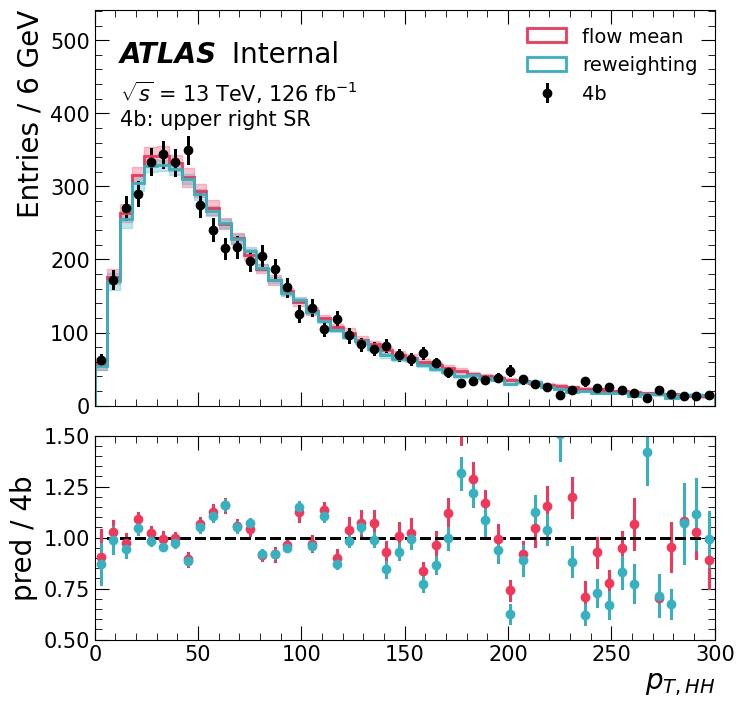 ATLAS Internal
√s = 13 TeV, 126 fb⁻¹
4b: upper right SR
flow mean
reweighting
4b
Entries / 6 GeV
500
400
300
200
100
0
pred / 4b
1.50
1.25
1.00
0.75
0.50
0 50 100 150 200 250 300
p_{T, HH}